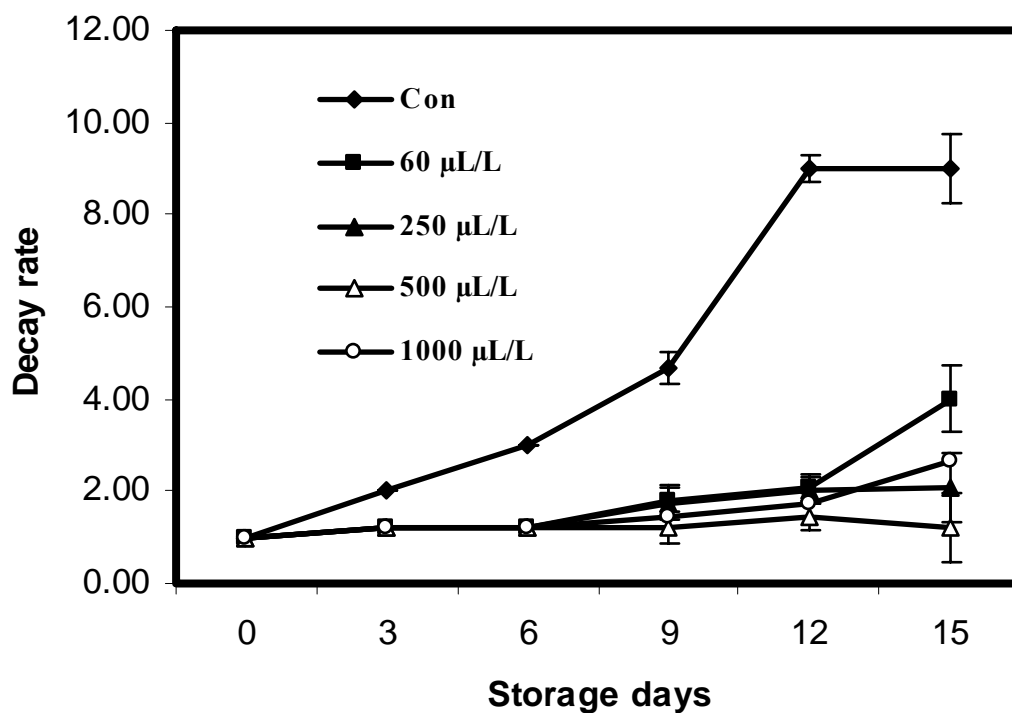 12.00
10.00
8.00
6.00
4.00
2.00
0.00
Decay rate
Con
60 µL/L
250 µL/L
500 µL/L
1000 µL/L
0 3 6 9 12 15
Storage days